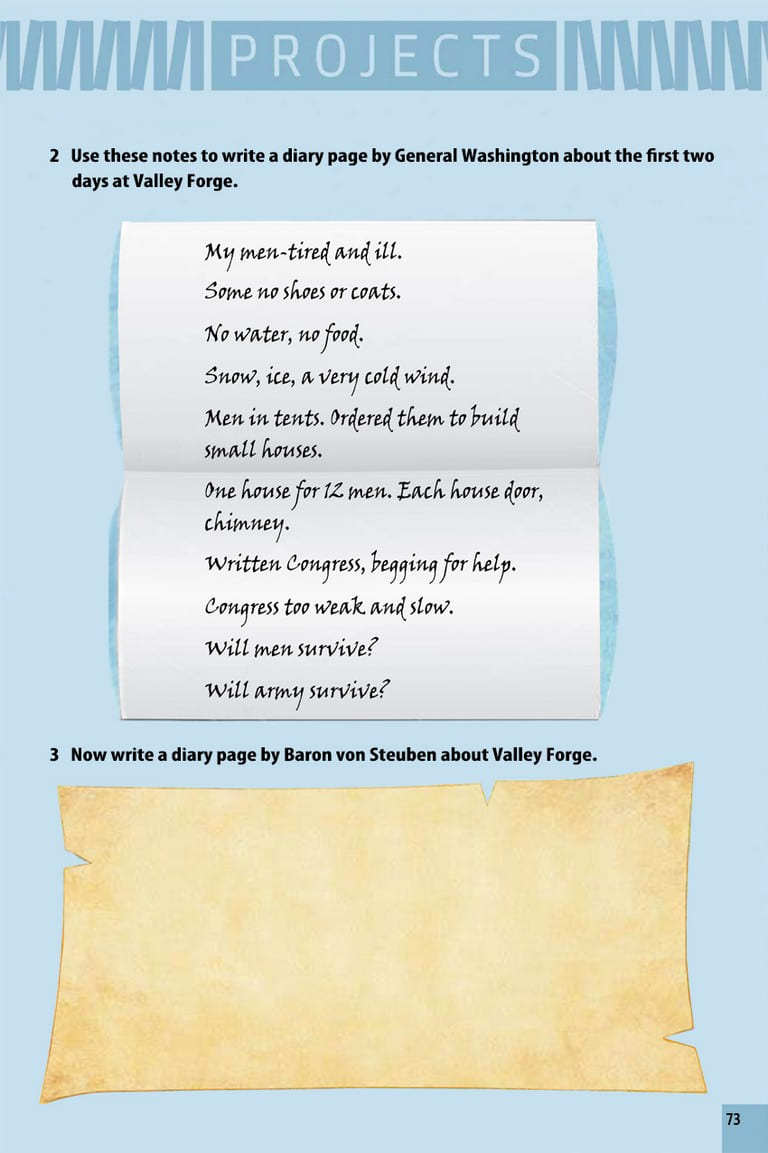 PROJECTS
2 Use these notes to write a diary page by General Washington about the first two
days at Valley Forge.
My men-tired and ill.
Some no shoes or coats.
No water, no food.
Snow, ice, a very cold wind.
Men in tents. Ordered them to build
small houses.
One house for 12 men. Each house door,
chimney.
Written Congress, begging for help.
Congress too weak and slow.
Will men survive?
Will army survive?
3 Now write a diary page by Baron von Steuben about Valley Forge.
73